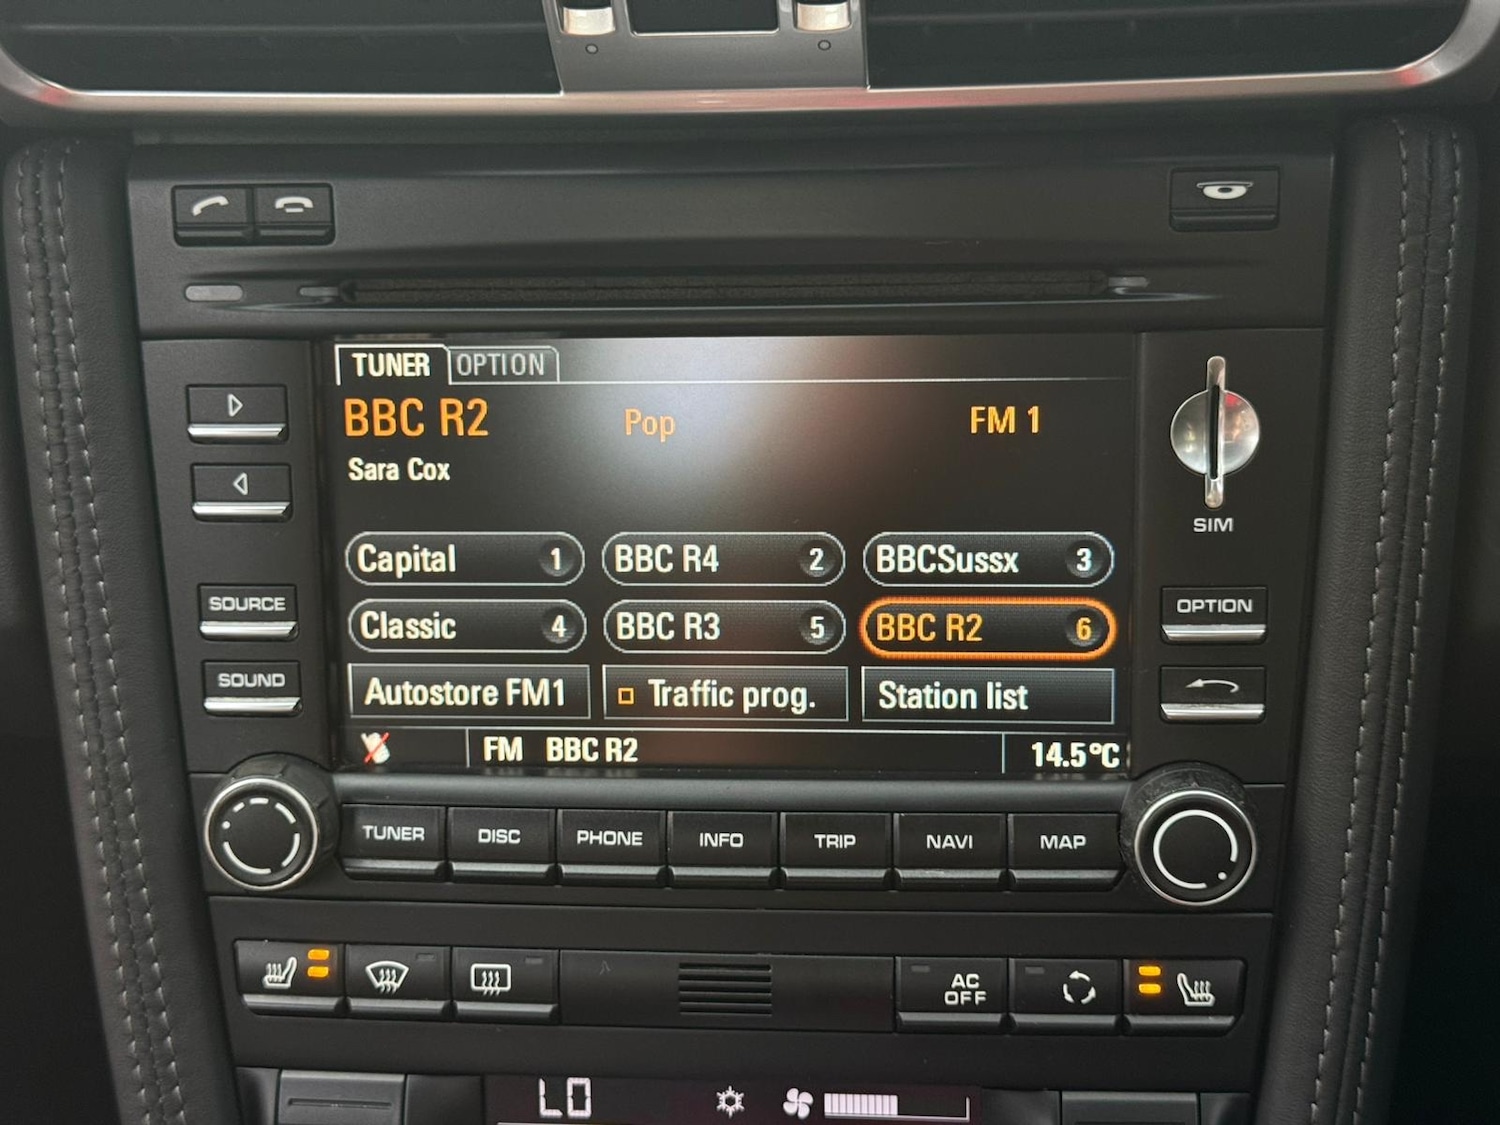 TUNER OPTION
BBC R2 Pop FM 1
Sara Cox
SIM
Capital 1 BBC R4 2 BBCSussx 3
SOURCE
Classic 4 BBC R3 5 BBC R2 6
OPTION
SOUND
Autostore FM1 Traffic prog. Station list
FM BBC R2 14.5°C
TUNER DISC PHONE INFO TRIP NAVI MAP
AC
OFF
LO